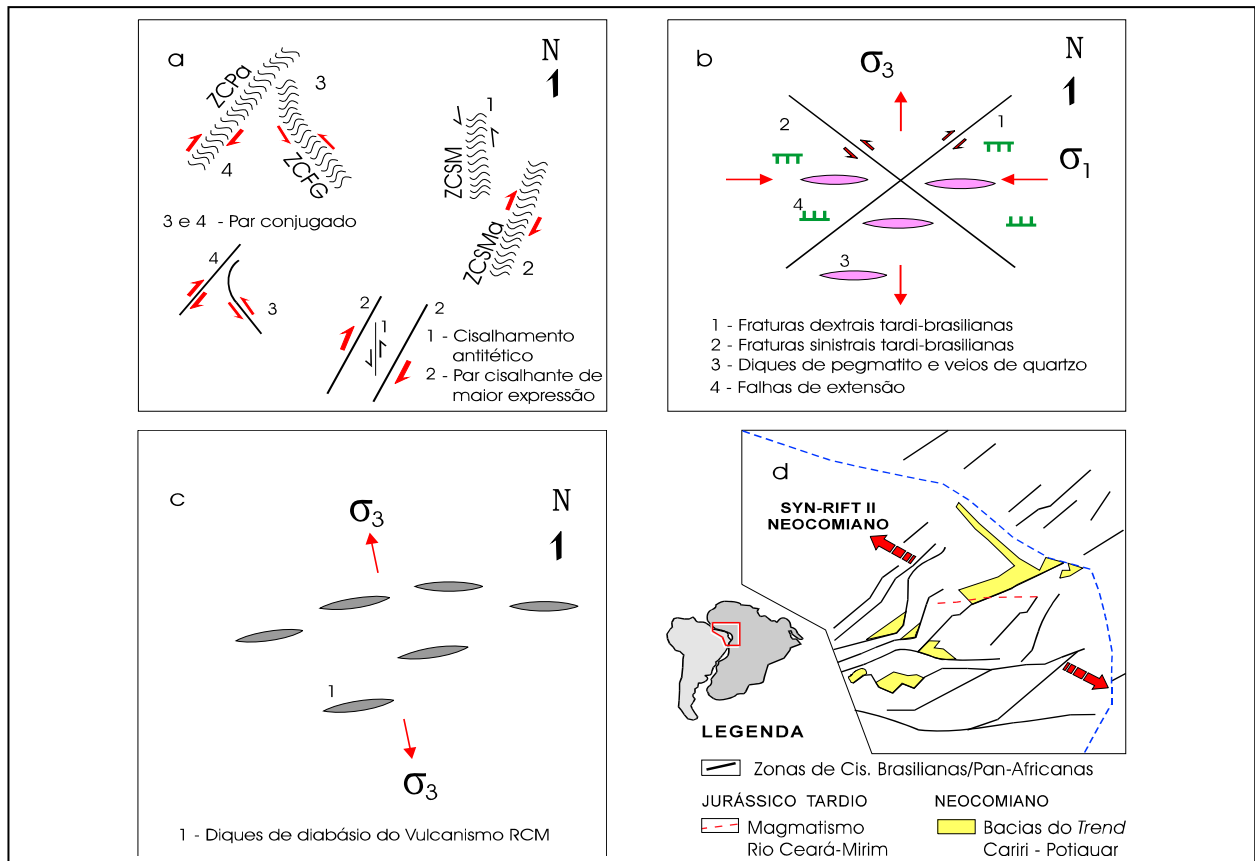 a
N
ZCPa
3
4
ZCFG
1
ZCSM
ZCSMa
2
3 e 4 - Par conjugado
4
3
2
1
2
1 - Cisalhamento
antitético
2 - Par cisalhante de
maior expressão
b
N
σ3
2
1
σ1
4
3
1 - Fraturas dextrais tardi-brasilianas
2 - Fraturas sinistrais tardi-brasilianas
3 - Diques de pegmatito e veios de quartzo
4 - Falhas de extensão
c
N
σ3
1
σ3
1 - Diques de diabásio do Vulcanismo RCM
d
SYN-RIFT II
NEOCOMIANO
LEGENDA
Zonas de Cis. Brasilianas/Pan-Africanas
JURÁSSICO TARDIO
Magmatismo
Rio Ceará-Mirim
NEOCOMIANO
Bacias do Trend
Cariri - Potiguar